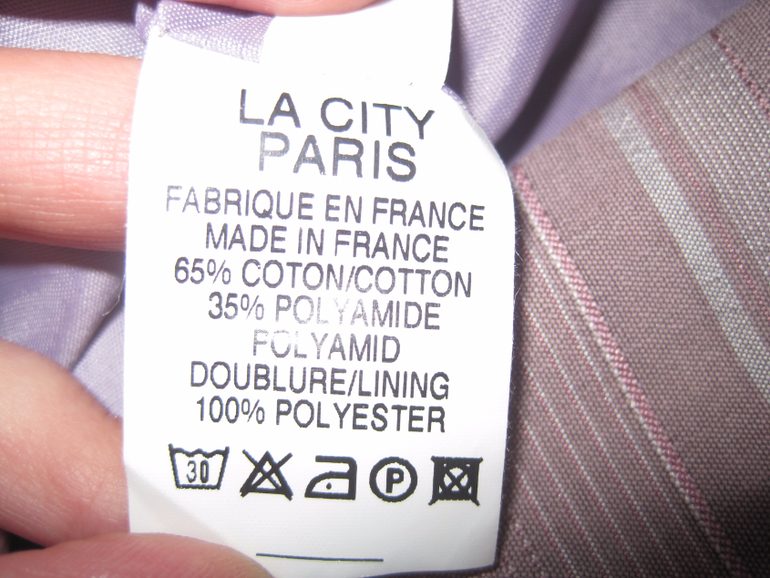 LA CITY
PARIS
FABRIQUE EN FRANCE
MADE IN FRANCE
65% COTON/COTTON
35% POLYAMIDE
POLYAMID
DOUBLURE/LINING
100% POLYESTER
30 P